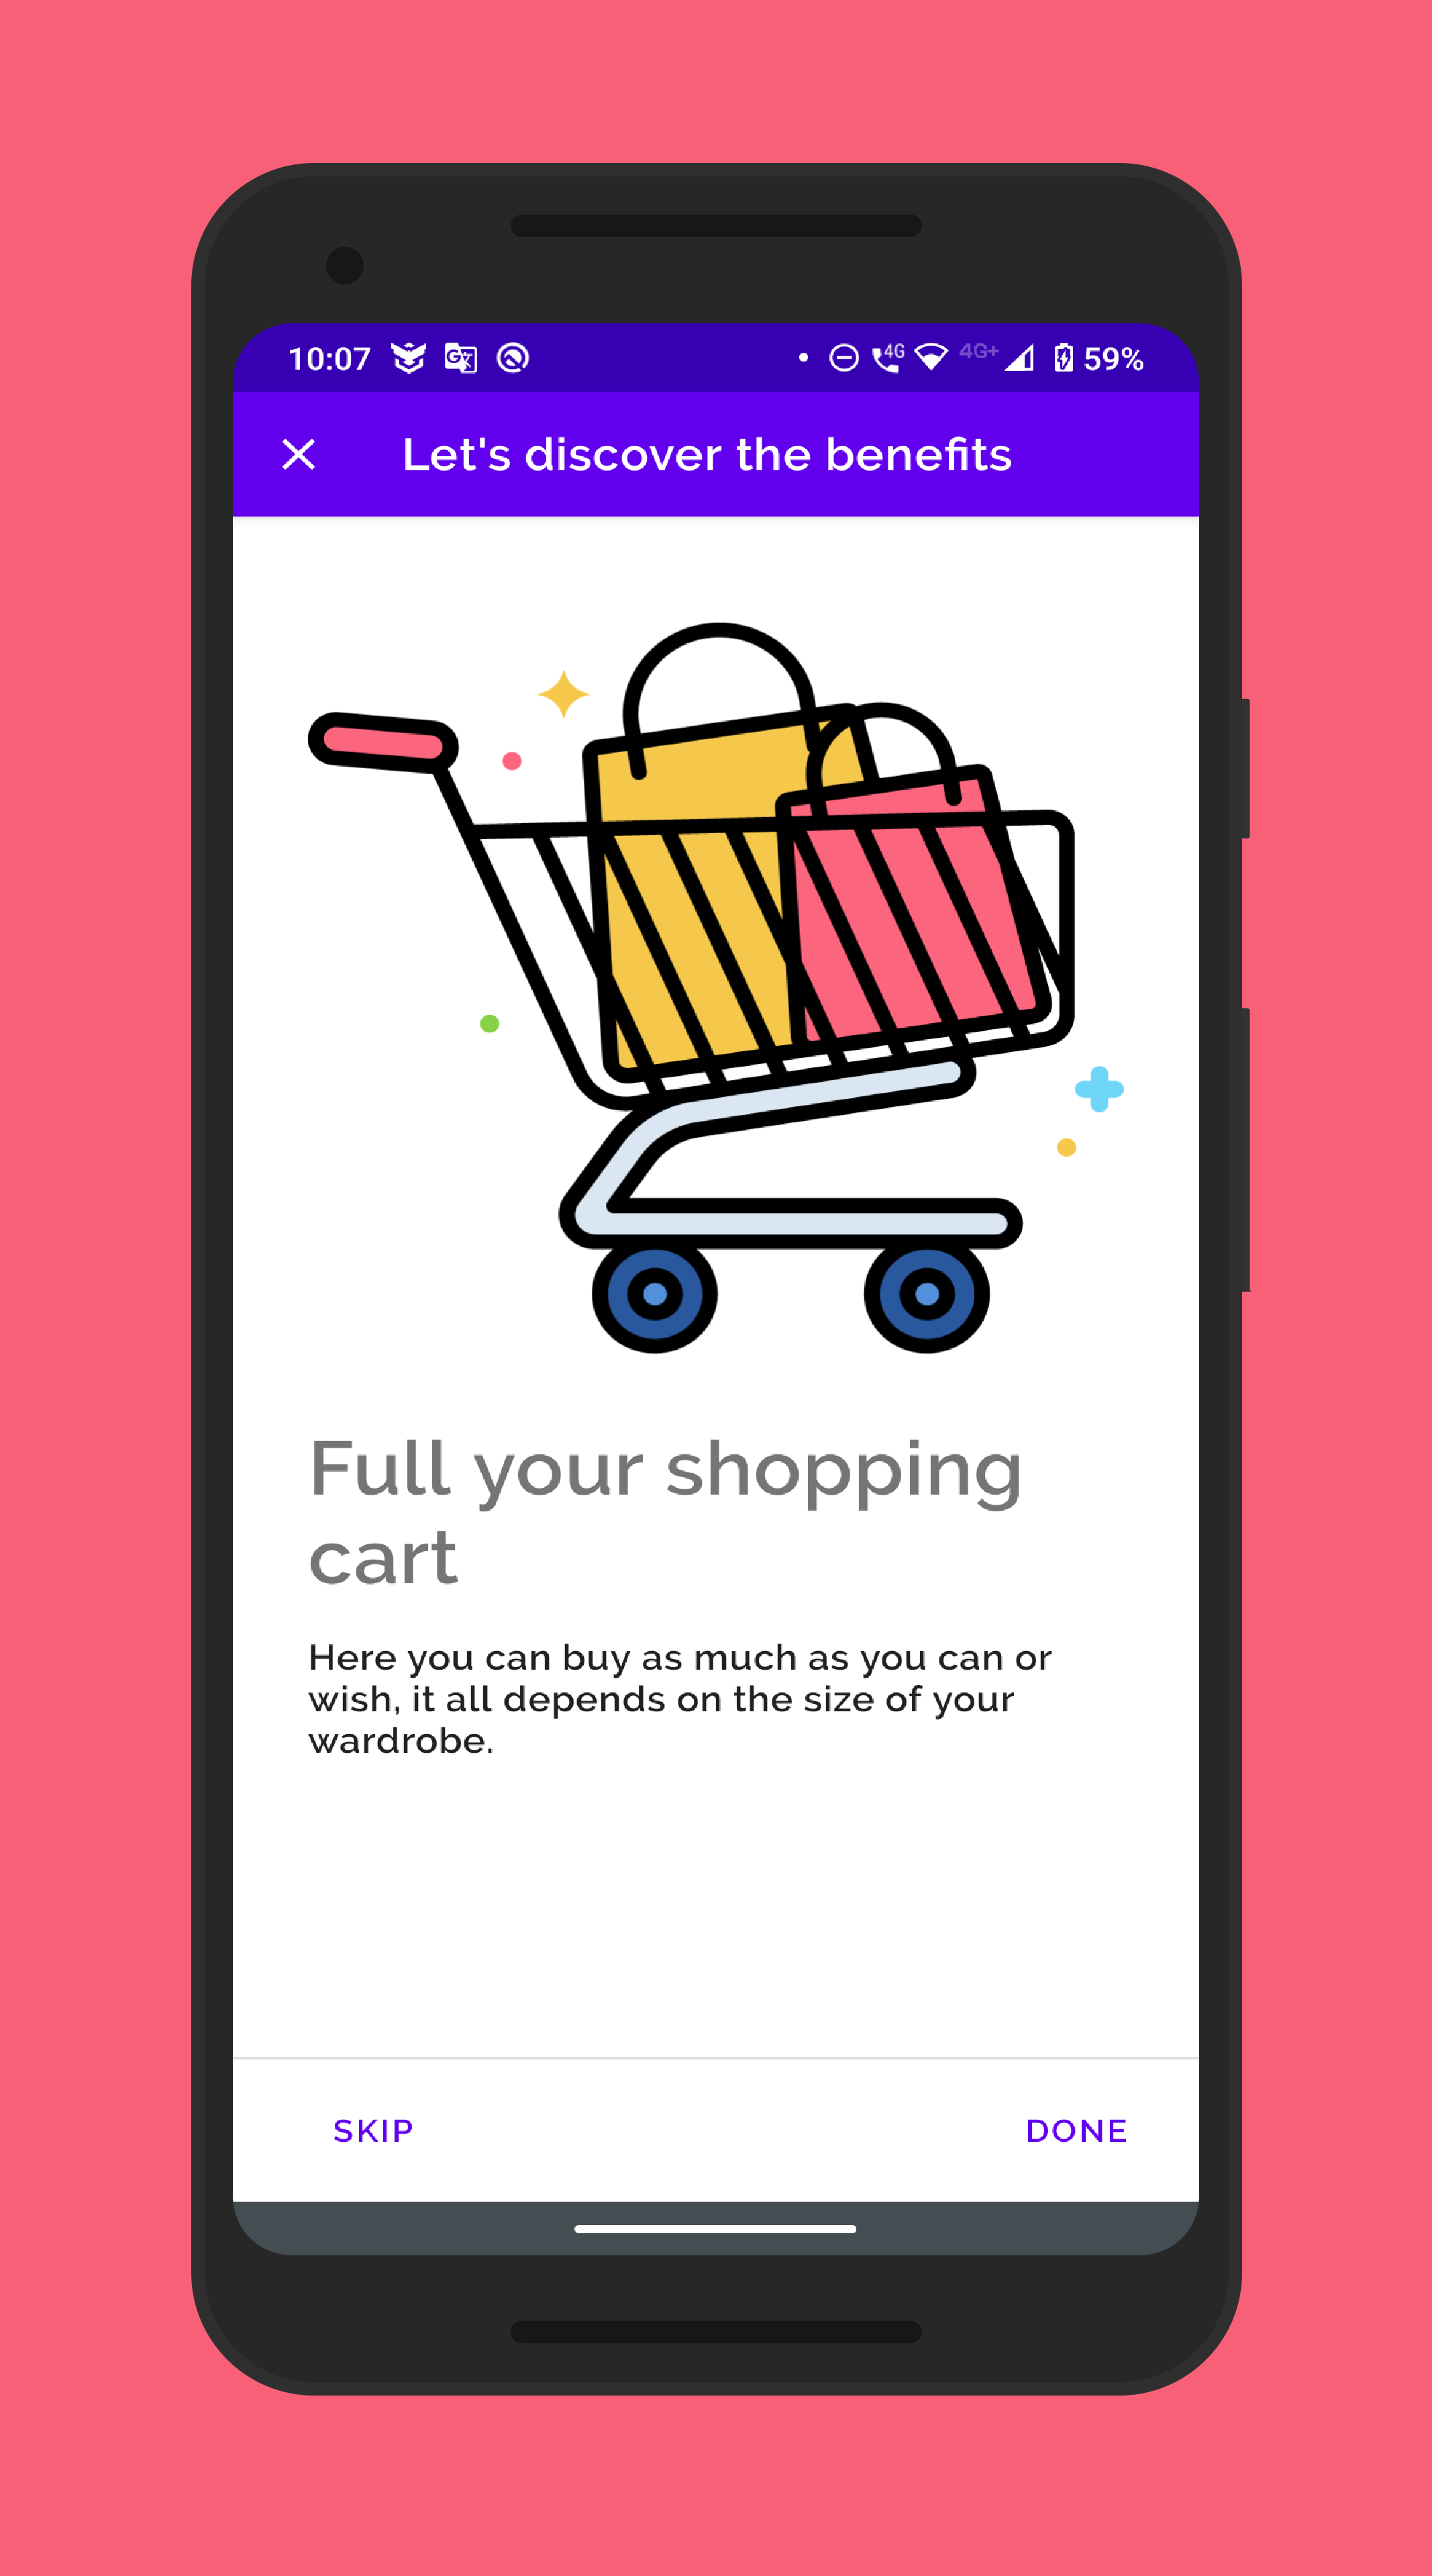 10:07 4G 4G+ 59%
Let's discover the benefits
Full your shopping
cart
Here you can buy as much as you can or
wish, it all depends on the size of your
wardrobe.
SKIP DONE